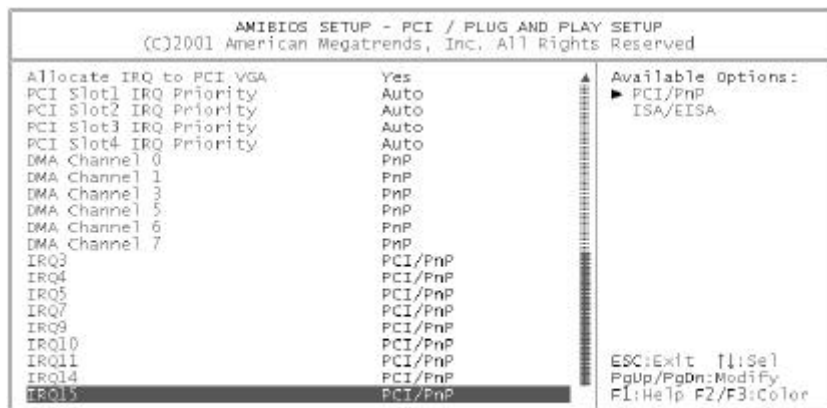 AMIBIOS SETUP - PCI / PLUG AND PLAY SETUP
(C)2001 American Megatrends, Inc. All Rights Reserved
Allocate IRQ to PCI VGA Yes
PCI Slot1 IRQ Priority Auto
PCI Slot2 IRQ Priority Auto
PCI Slot3 IRQ Priority Auto
PCI Slot4 IRQ Priority Auto
DMA Channel 0 PnP
DMA Channel 1 PnP
DMA Channel 3 PnP
DMA Channel 5 PnP
DMA Channel 6 PnP
DMA Channel 7 PnP
IRQ3 PCI/PnP
IRQ4 PCI/PnP
IRQ5 PCI/PnP
IRQ7 PCI/PnP
IRQ9 PCI/PnP
IRQ10 PCI/PnP
IRQ11 PCI/PnP
IRQ14 PCI/PnP
IRQ15 PCI/PnP
Available Options:
► PCI/PnP
ISA/EISA
ESC:Exit ↑↓:Sel
PgUp/PgDn:Modify
F1:Help F2/F3:Color